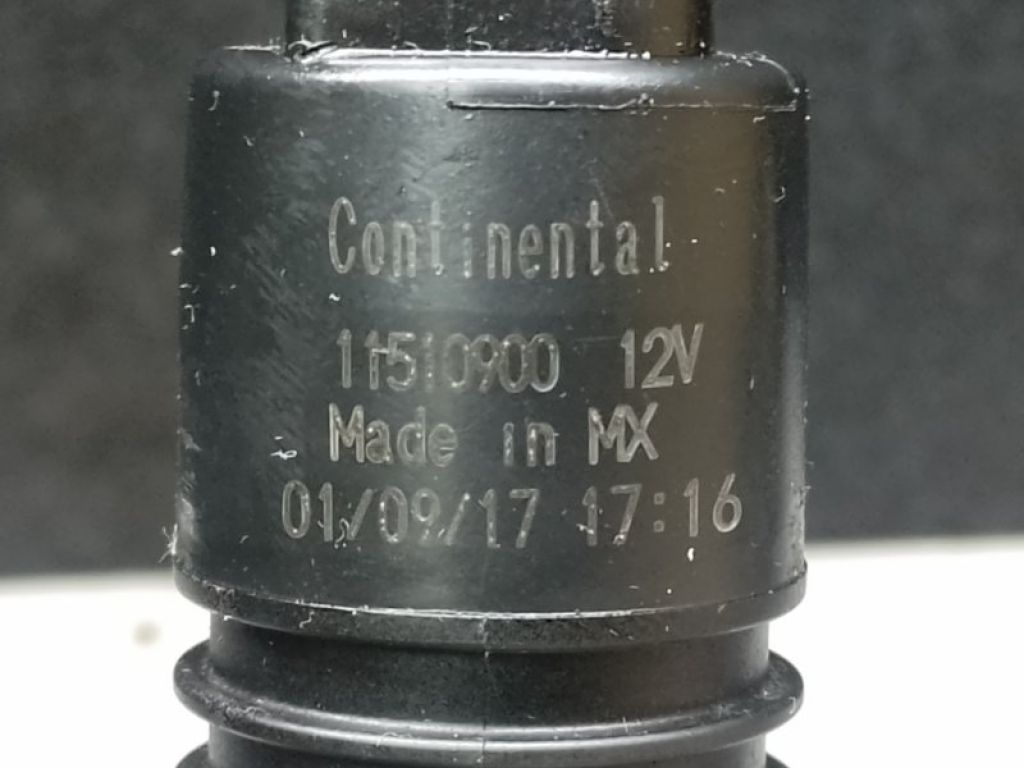 Continental
11510900 12V
Made in MX
01/09/17 17:16